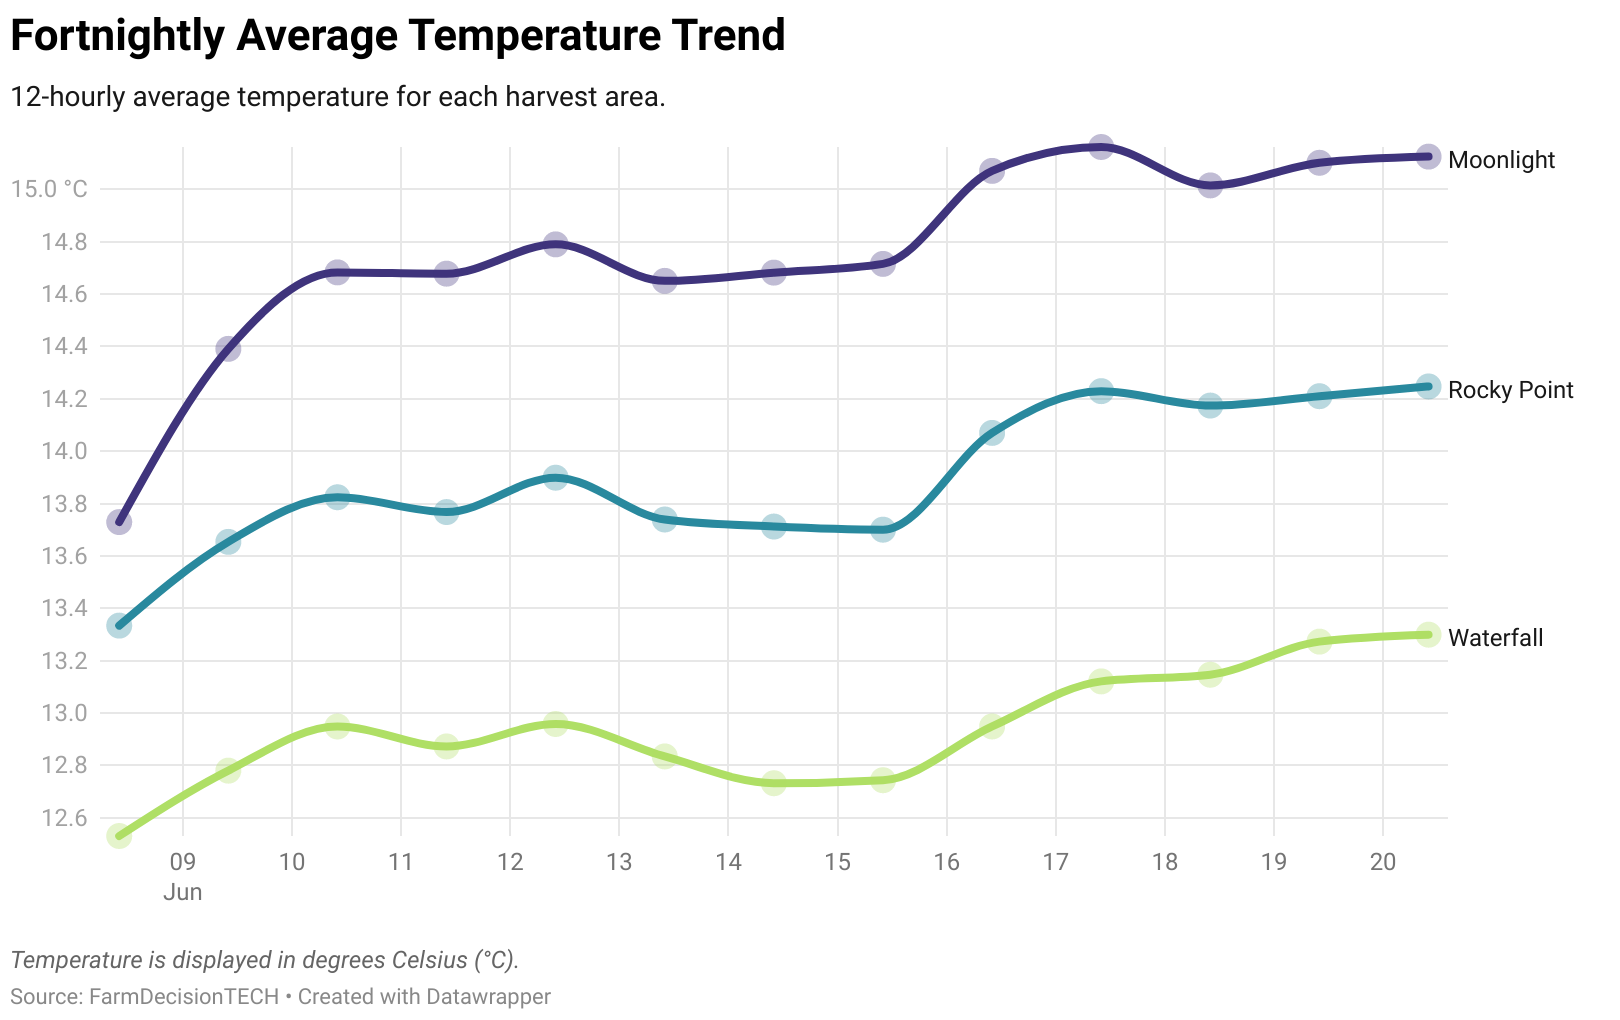 Fortnightly Average Temperature Trend
12-hourly average temperature for each harvest area.
Moonlight
15.0 °C
14.8
14.6
14.4
14.2
Rocky Point
14.0
13.8
13.6
13.4
13.2
Waterfall
13.0
12.8
12.6
09 10 11 12 13 14 15 16 17 18 19 20
Jun
Temperature is displayed in degrees Celsius (°C).
Source: FarmDecisionTECH • Created with Datawrapper